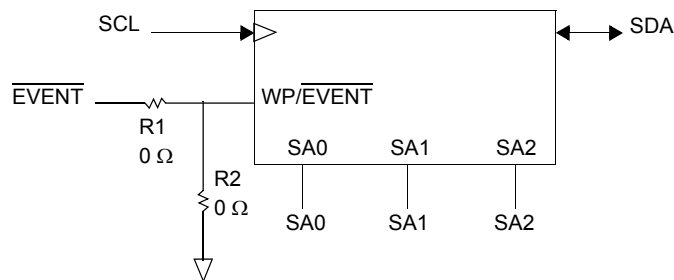 SCL
SDA
EVENT
WP/EVENT
R1
0 Ω
SA0 SA1 SA2
R2
0 Ω
SA0 SA1 SA2